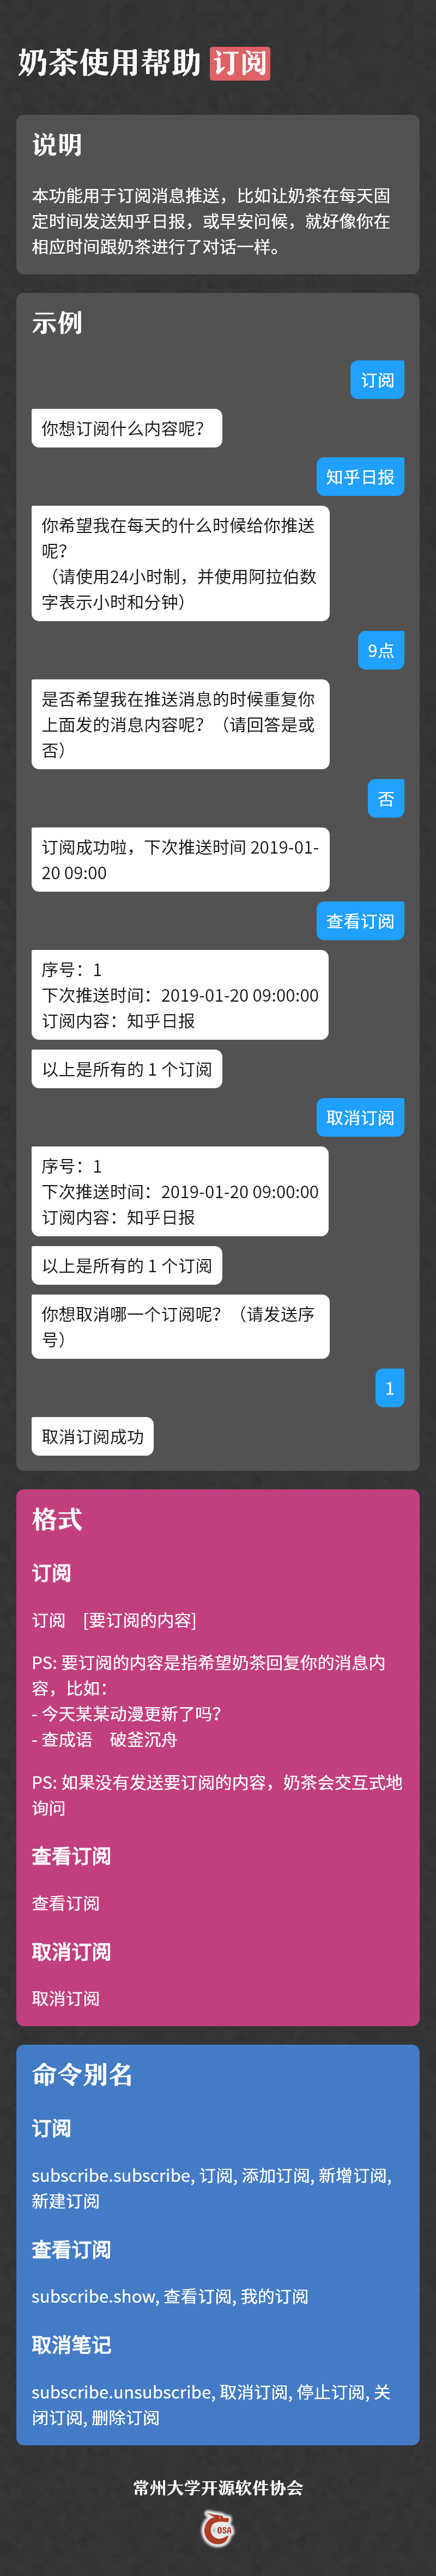 奶茶使用帮助 订阅
说明
本功能用于订阅消息推送，比如让奶茶在每天固
定时间发送知乎日报，或早安问候，就好像你在
相应时间跟奶茶进行了对话一样。
示例
订阅
你想订阅什么内容呢？
知乎日报
你希望我在每天的什么时候给你推送
呢？
（请使用24小时制，并使用阿拉伯数
字表示小时和分钟）
9点
是否希望我在推送消息的时候重复你
上面发的消息内容呢？（请回答是或
否）
否
订阅成功啦，下次推送时间 2019-01-
20 09:00
查看订阅
序号：1
下次推送时间：2019-01-20 09:00:00
订阅内容：知乎日报
以上是所有的 1 个订阅
取消订阅
序号：1
下次推送时间：2019-01-20 09:00:00
订阅内容：知乎日报
以上是所有的 1 个订阅
你想取消哪一个订阅呢？（请发送序
号）
1
取消订阅成功
格式
订阅
订阅　[要订阅的内容]
PS: 要订阅的内容是指希望奶茶回复你的消息内
容，比如：
- 今天某某动漫更新了吗？
- 查成语　破釜沉舟
PS: 如果没有发送要订阅的内容，奶茶会交互式地
询问
查看订阅
查看订阅
取消订阅
取消订阅
命令别名
订阅
subscribe.subscribe, 订阅, 添加订阅, 新增订阅,
新建订阅
查看订阅
subscribe.show, 查看订阅, 我的订阅
取消笔记
subscribe.unsubscribe, 取消订阅, 停止订阅, 关
闭订阅, 删除订阅
常州大学开源软件协会
COSA